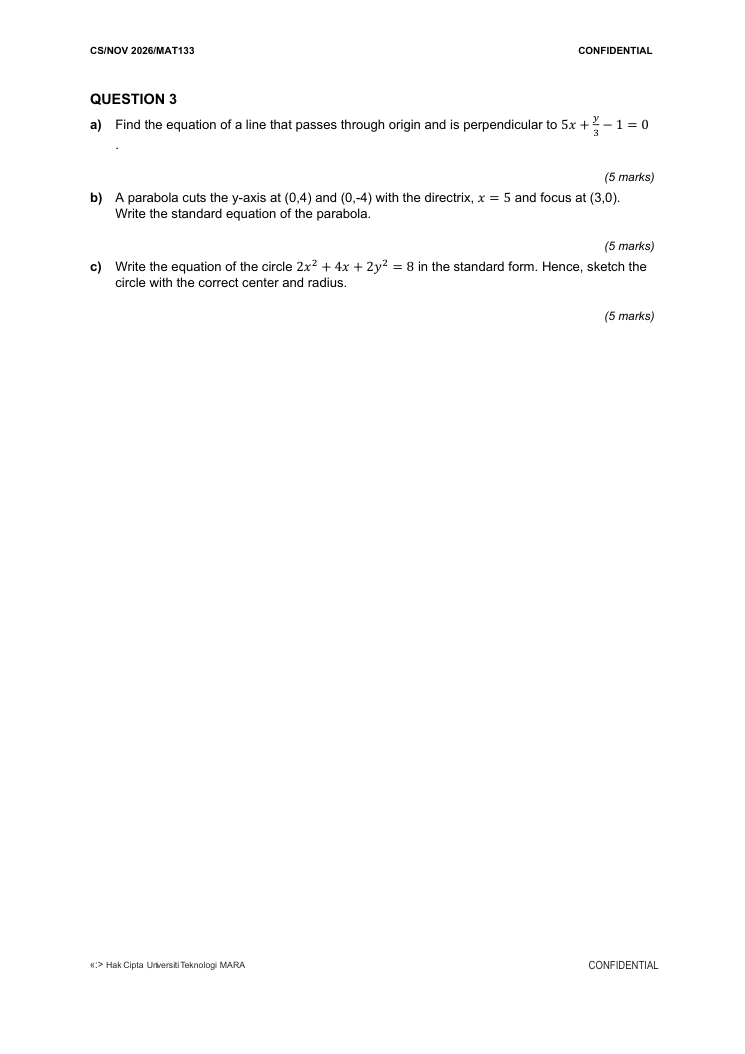 CS/NOV 2026/MAT133 CONFIDENTIAL
QUESTION 3
a) Find the equation of a line that passes through origin and is perpendicular to 5x + y/3 − 1 = 0
.
(5 marks)
b) A parabola cuts the y-axis at (0,4) and (0,-4) with the directrix, x = 5 and focus at (3,0).
Write the standard equation of the parabola.
(5 marks)
c) Write the equation of the circle 2x² + 4x + 2y² = 8 in the standard form. Hence, sketch the
circle with the correct center and radius.
(5 marks)
«:> Hak Cipta Universiti Teknologi MARA CONFIDENTIAL